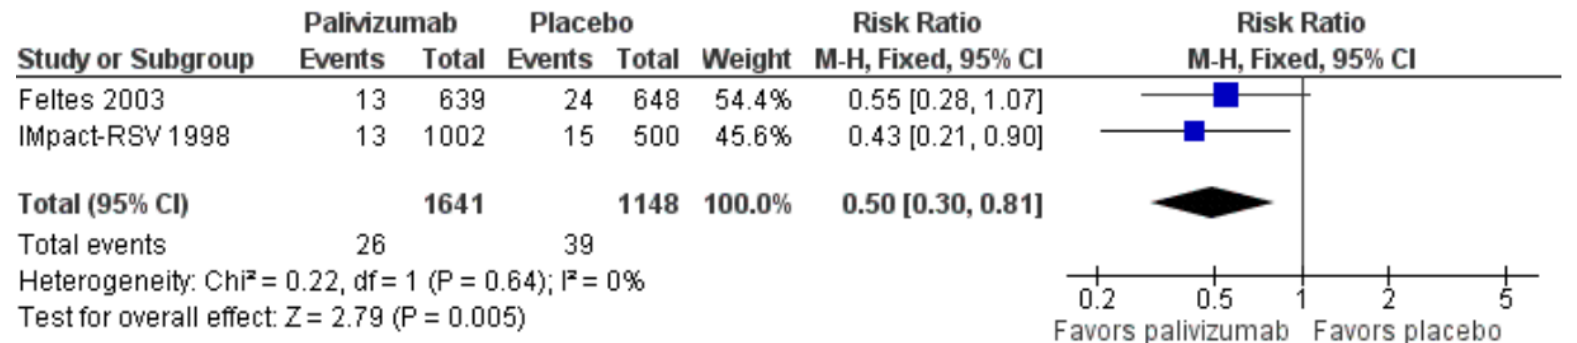 Palivizumab Placebo Risk Ratio Risk Ratio
Study or Subgroup Events Total Events Total Weight M-H, Fixed, 95% CI M-H, Fixed, 95% CI
Feltes 2003 13 639 24 648 54.4% 0.55 [0.28, 1.07]
IMpact-RSV 1998 13 1002 15 500 45.6% 0.43 [0.21, 0.90]
Total (95% CI) 1641 1148 100.0% 0.50 [0.30, 0.81]
Total events 26 39
Heterogeneity: Chi² = 0.22, df = 1 (P = 0.64); I² = 0%
Test for overall effect: Z = 2.79 (P = 0.005)
0.2 0.5 1 2 5
Favors palivizumab Favors placebo